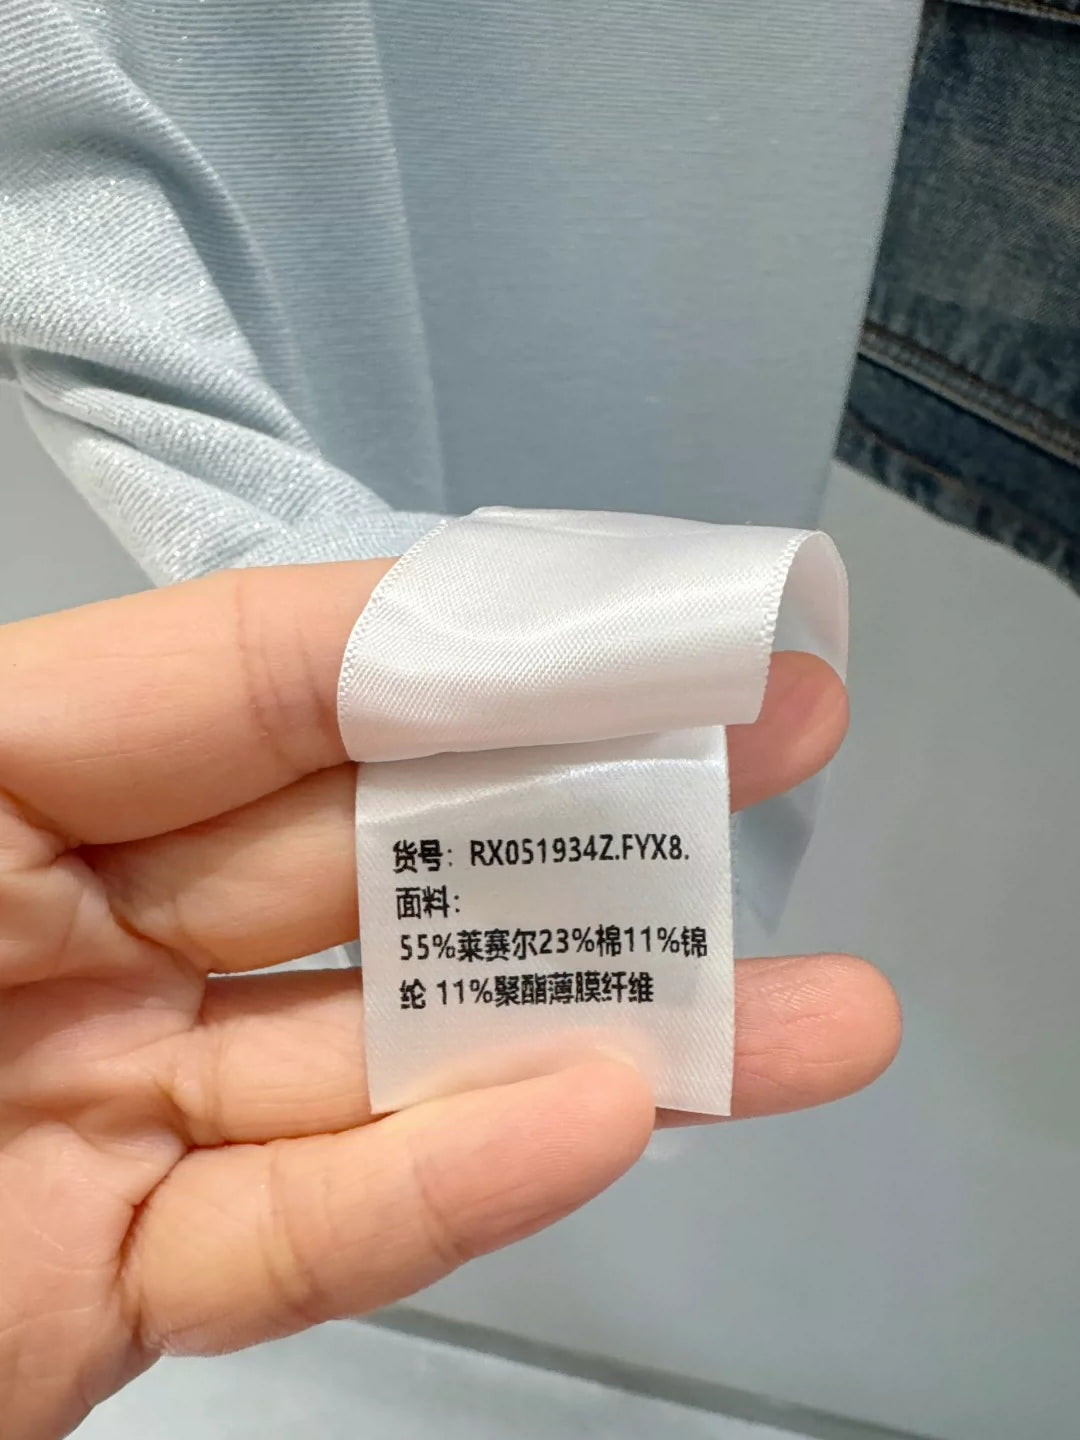 货号：RX051934Z.FYX8.
面料：
55%莱赛尔23%棉11%锦
纶 11%聚酯薄膜纤维